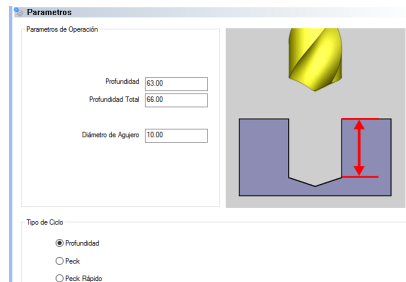 Parametros
Parametros de Operación
Profundidad 63.00
Profundidad Total 66.00
Diámetro de Agujero 10.00
Tipo de Ciclo
Profundidad
Peck
Peck Rápido